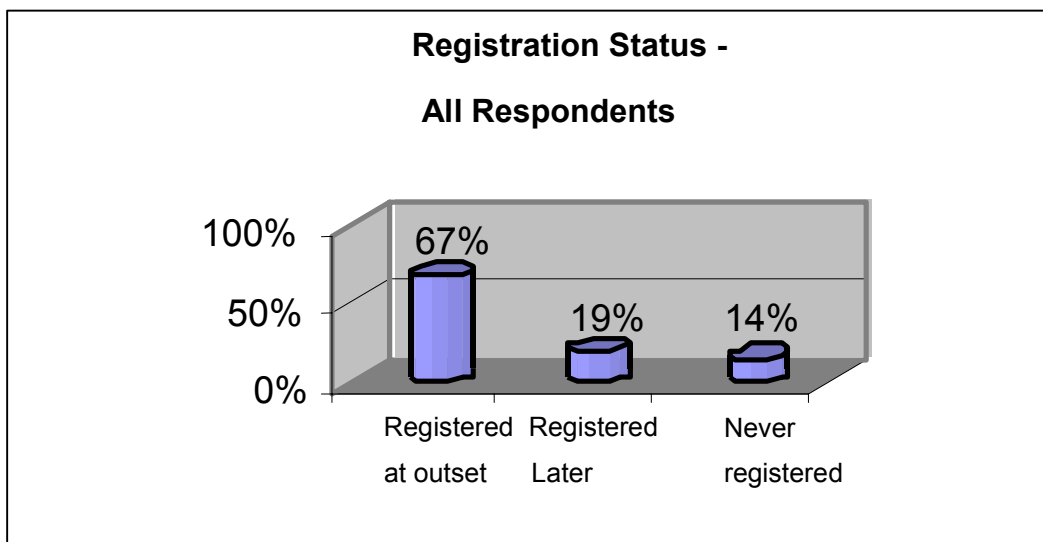 Registration Status -
All Respondents
100%
67%
50%
19%
14%
0%
Registered Registered Never
at outset Later registered